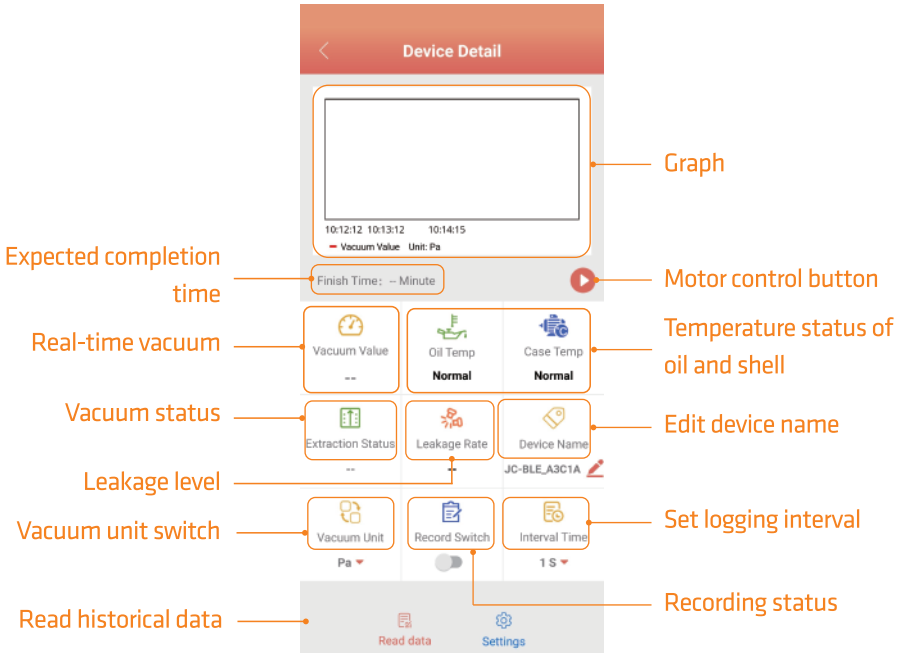 Device Detail
Graph
10:12:12 10:13:12 10:14:15
Vacuum Value Unit: Pa
Expected completion
time
Finish Time: -- Minute
Motor control button
Real-time vacuum
Vacuum Value
--
Oil Temp
Normal
Case Temp
Normal
Temperature status of
oil and shell
Vacuum status
Extraction Status
--
Leakage Rate
--
Device Name
JC-BLE_A3C1A
Edit device name
Leakage level
Vacuum unit switch
Vacuum Unit
Pa
Record Switch
Interval Time
1 S
Set logging interval
Recording status
Read historical data
Read data
Settings